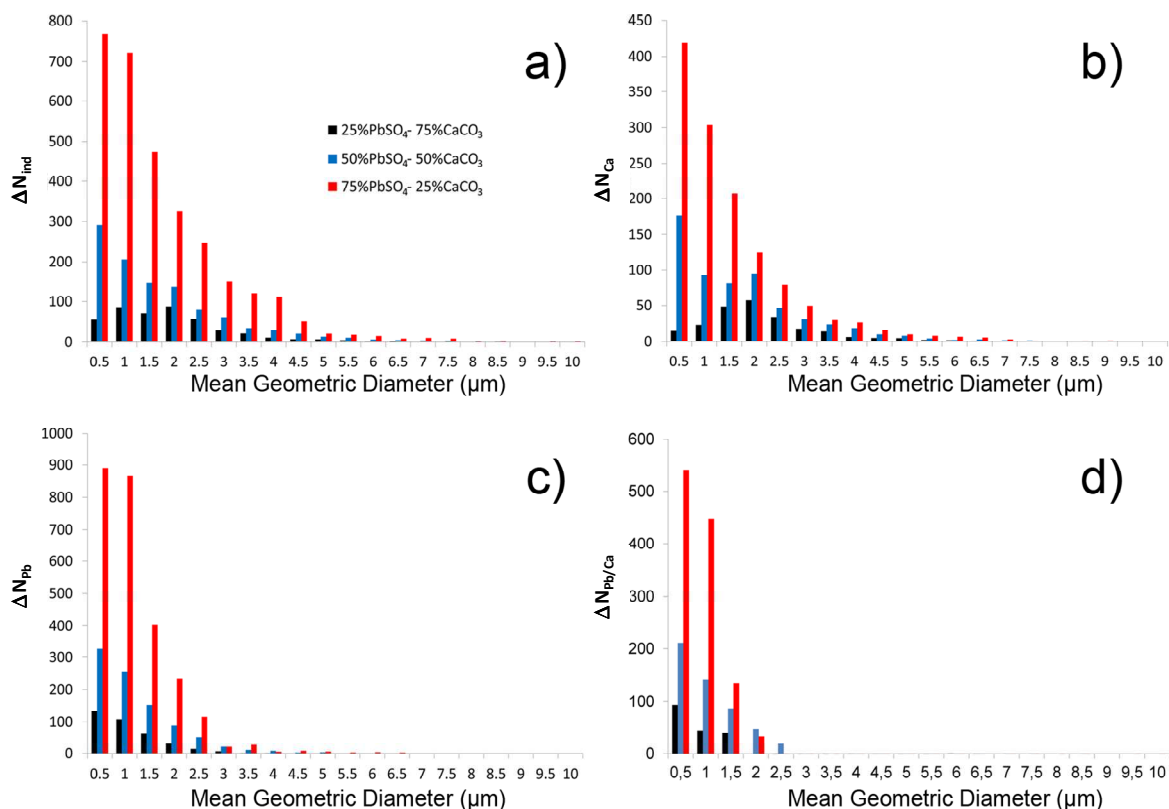 a)
ΔN_ind
800
700
600
500
400
300
200
100
0
25%PbSO₄- 75%CaCO₃
50%PbSO₄- 50%CaCO₃
75%PbSO₄- 25%CaCO₃
0.5 1 1.5 2 2.5 3 3.5 4 4.5 5 5.5 6 6.5 7 7.5 8 8.5 9 9.5 10
Mean Geometric Diameter (µm)
b)
ΔN_Ca
450
400
350
300
250
200
150
100
50
0
0.5 1 1.5 2 2.5 3 3.5 4 4.5 5 5.5 6 6.5 7 7.5 8 8.5 9 9.5 10
Mean Geometric Diameter (µm)
c)
ΔN_Pb
1000
900
800
700
600
500
400
300
200
100
0
0.5 1 1.5 2 2.5 3 3.5 4 4.5 5 5.5 6 6.5 7 7.5 8 8.5 9 9.5 10
Mean Geometric Diameter (µm)
d)
ΔN_Pb/Ca
600
500
400
300
200
100
0
0,5 1 1,5 2 2,5 3 3,5 4 4,5 5 5,5 6 6,5 7 7,5 8 8,5 9 9,5 10
Mean Geometric Diameter (µm)